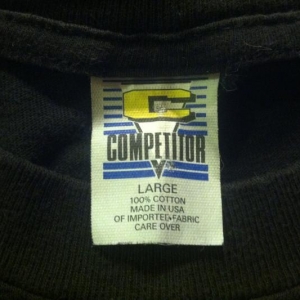 C
COMPETITOR
LARGE
100% COTTON
MADE IN USA
OF IMPORTED FABRIC
CARE OVER